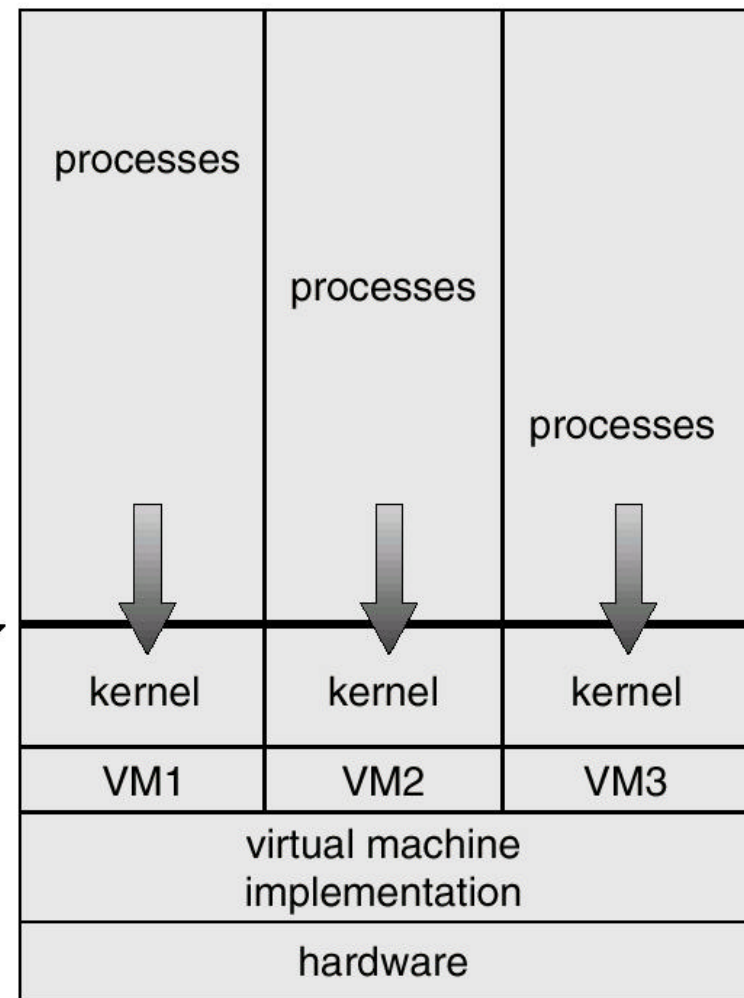 processes
processes
processes
kernel kernel kernel
VM1 VM2 VM3
virtual machine
implementation
hardware